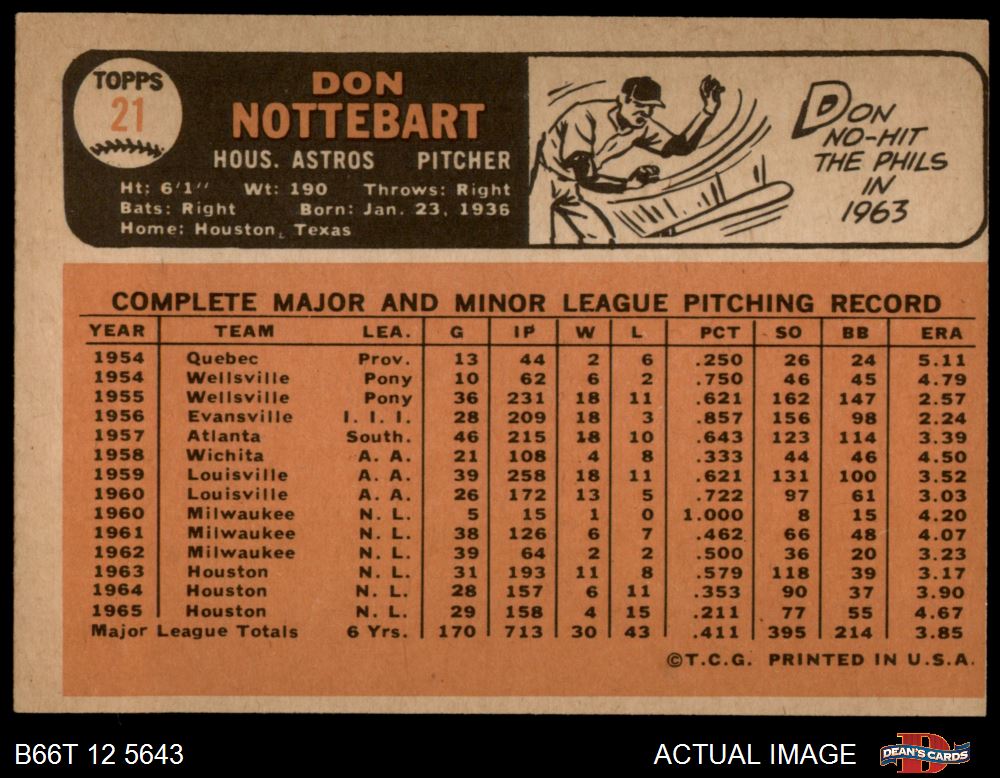 TOPPS
21
DON
NOTTEBART
HOUS. ASTROS PITCHER
Ht: 6'1" Wt: 190 Throws: Right
Bats: Right Born: Jan. 23, 1936
Home: Houston, Texas
DON
NO-HIT
THE PHILS
IN
1963
COMPLETE MAJOR AND MINOR LEAGUE PITCHING RECORD
YEAR TEAM LEA. G IP W L PCT SO BB ERA
1954 Quebec Prov. 13 44 2 6 .250 26 24 5.11
1954 Wellsville Pony 10 62 6 2 .750 46 45 4.79
1955 Wellsville Pony 36 231 18 11 .621 162 147 2.57
1956 Evansville I. I. I. 28 209 18 3 .857 156 98 2.24
1957 Atlanta South. 46 215 18 10 .643 123 114 3.39
1958 Wichita A. A. 21 108 4 8 .333 44 46 4.50
1959 Louisville A. A. 39 258 18 11 .621 131 100 3.52
1960 Louisville A. A. 26 172 13 5 .722 97 61 3.03
1960 Milwaukee N. L. 5 15 1 0 1.000 8 15 4.20
1961 Milwaukee N. L. 38 126 6 7 .462 66 48 4.07
1962 Milwaukee N. L. 39 64 2 2 .500 36 20 3.23
1963 Houston N. L. 31 193 11 8 .579 118 39 3.17
1964 Houston N. L. 28 157 6 11 .353 90 37 3.90
1965 Houston N. L. 29 158 4 15 .211 77 55 4.67
Major League Totals 6 Yrs. 170 713 30 43 .411 395 214 3.85
©T.C.G. PRINTED IN U.S.A.
B66T 12 5643
ACTUAL IMAGE
DEAN'S CARDS